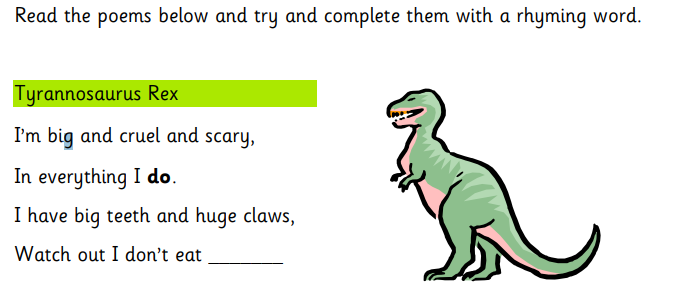 Read the poems below and try and complete them with a rhyming word.
Tyrannosaurus Rex
I'm big and cruel and scary,
In everything I do.
I have big teeth and huge claws,
Watch out I don't eat _______